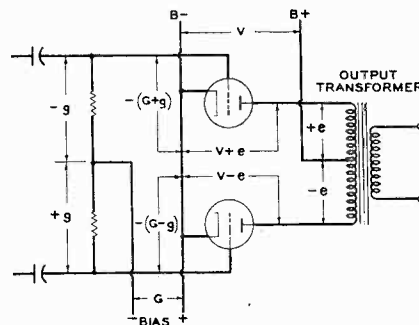 B- V B+
OUTPUT
TRANSFORMER
-g
-(G+g)
V+e
+e
V-e
-e
+g
-(G-g)
G
-BIAS +